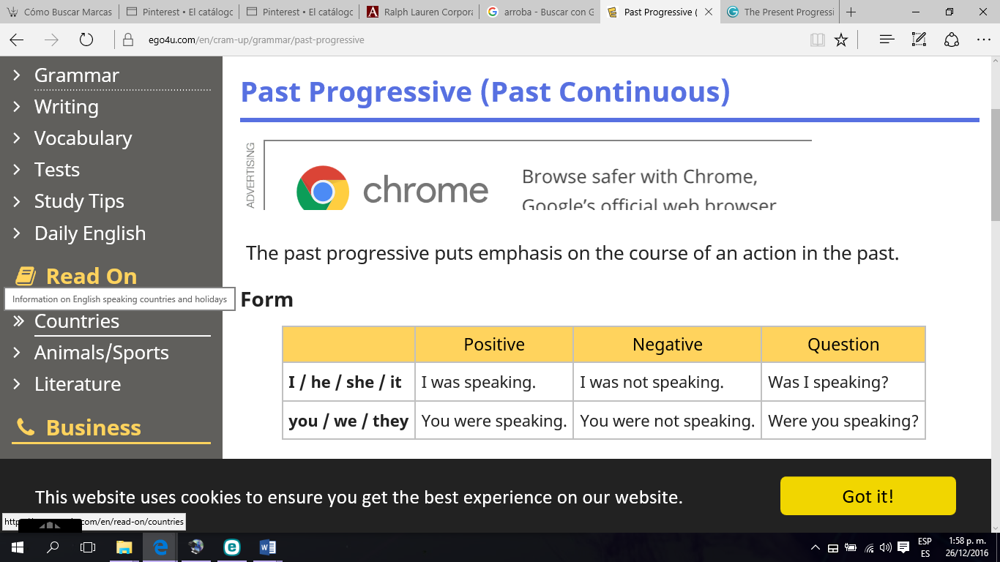 Cómo Buscar Marcas
Pinterest • El catálogo
Pinterest • El catálogo
Ralph Lauren Corpora
arroba - Buscar con G
Past Progressive (
The Present Progressi
ego4u.com/en/cram-up/grammar/past-progressive
Grammar
Writing
Vocabulary
Tests
Study Tips
Daily English
Read On
Information on English speaking countries and holidays
Countries
Animals/Sports
Literature
Business
Past Progressive (Past Continuous)
ADVERTISING
chrome
Browse safer with Chrome,
Google's official web browser
The past progressive puts emphasis on the course of an action in the past.
Form
Positive Negative Question
I / he / she / it I was speaking. I was not speaking. Was I speaking?
you / we / they You were speaking. You were not speaking. Were you speaking?
This website uses cookies to ensure you get the best experience on our website.
Got it!
.com/en/read-on/countries
ESP
ES
1:58 p. m.
26/12/2016